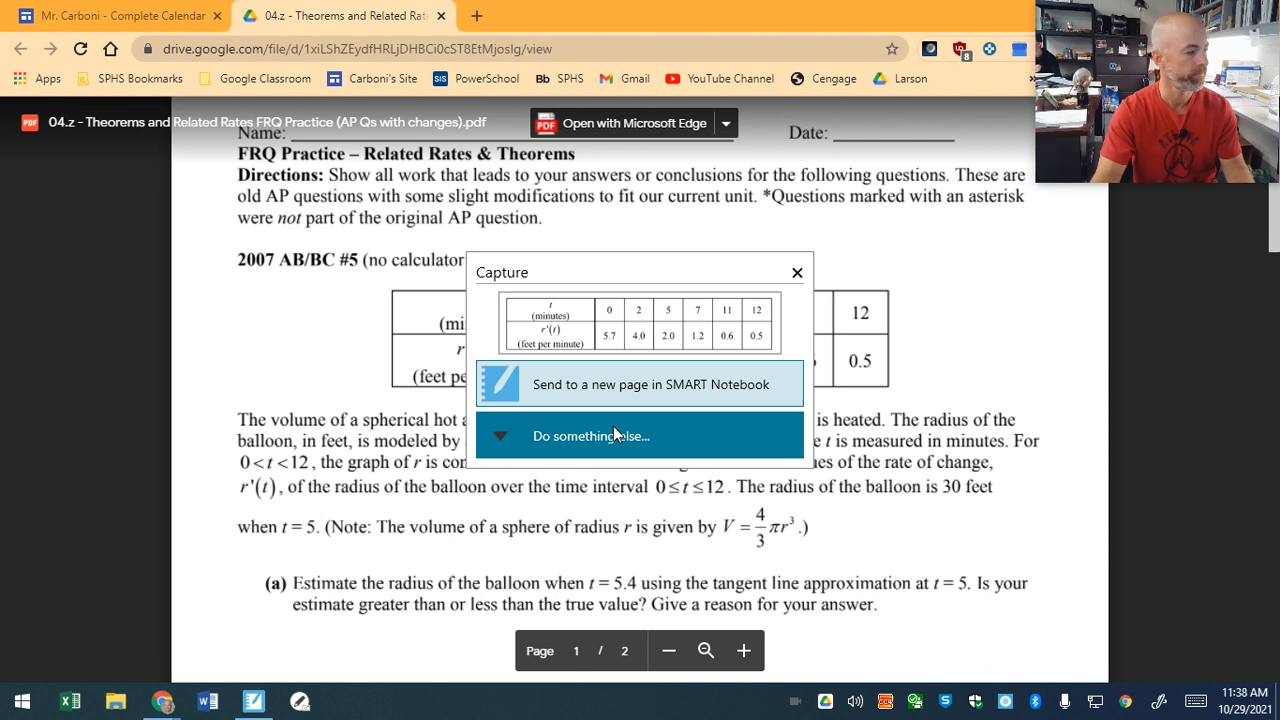 Mr. Carboni - Complete Calendar
04.z - Theorems and Related Rate
drive.google.com/file/d/1xiLShZEydfHRLjDHBCi0cST8EtMjosIg/view
8
Apps
SPHS Bookmarks
Google Classroom
Carboni's Site
SIS
PowerSchool
Bb SPHS
Gmail
YouTube Channel
Cengage
Larson
PDF
04.z - Theorems and Related Rates FRQ Practice (AP Qs with changes).pdf
PDF
Open with Microsoft Edge
Name:
Date:
FRQ Practice – Related Rates & Theorems
Directions: Show all work that leads to your answers or conclusions for the following questions. These are
old AP questions with some slight modifications to fit our current unit. *Questions marked with an asterisk
were not part of the original AP question.
2007 AB/BC #5 (no calculator
(mi
12
r
(feet pe
0.5
Capture
t (minutes) 0 2 5 7 11 12
r'(t) (feet per minute) 5.7 4.0 2.0 1.2 0.6 0.5
Send to a new page in SMART Notebook
Do something else...
The volume of a spherical hot a
is heated. The radius of the
balloon, in feet, is modeled by
e t is measured in minutes. For
0<t<12, the graph of r is con
ues of the rate of change,
r'(t), of the radius of the balloon over the time interval 0≤t≤12. The radius of the balloon is 30 feet
when t = 5. (Note: The volume of a sphere of radius r is given by V = 4/3 πr³.)
(a) Estimate the radius of the balloon when t = 5.4 using the tangent line approximation at t = 5. Is your
estimate greater than or less than the true value? Give a reason for your answer.
Page 1 / 2
11:38 AM
10/29/2021